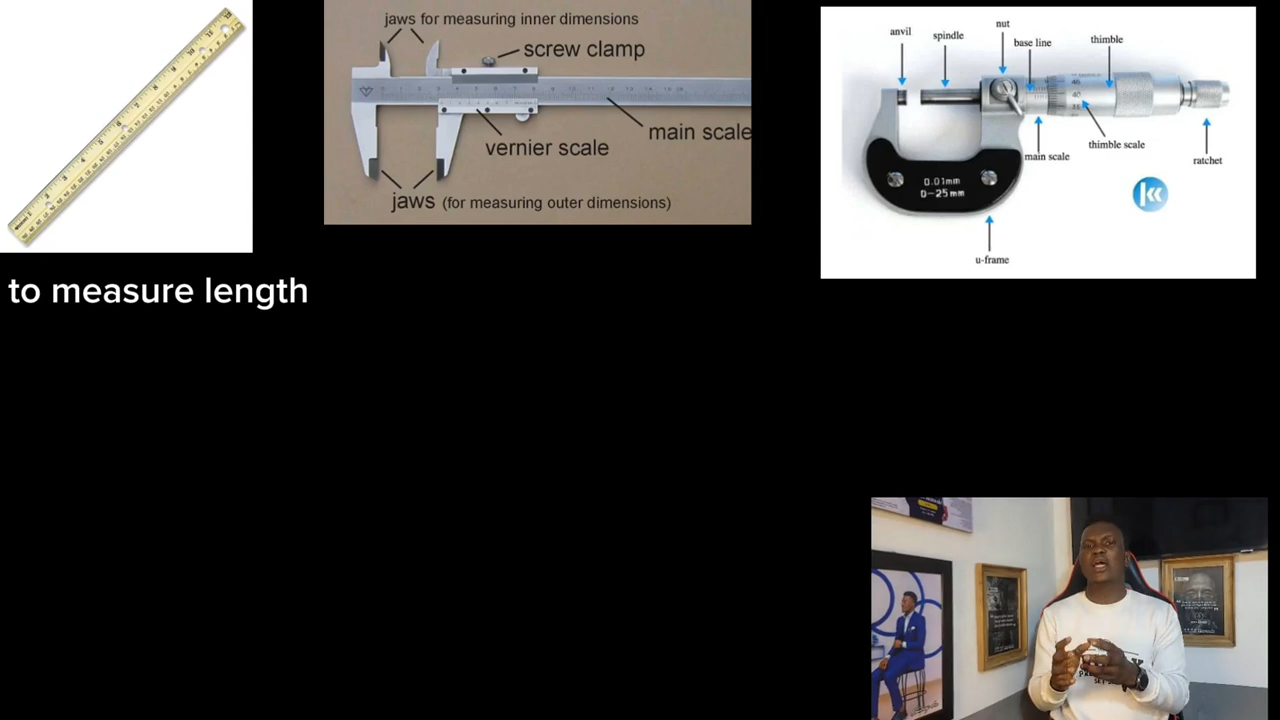 jaws for measuring inner dimensions
screw clamp
main scale
vernier scale
jaws (for measuring outer dimensions)
anvil
spindle
nut
base line
thimble
main scale
thimble scale
ratchet
0.01mm
0-25mm
u-frame
to measure length